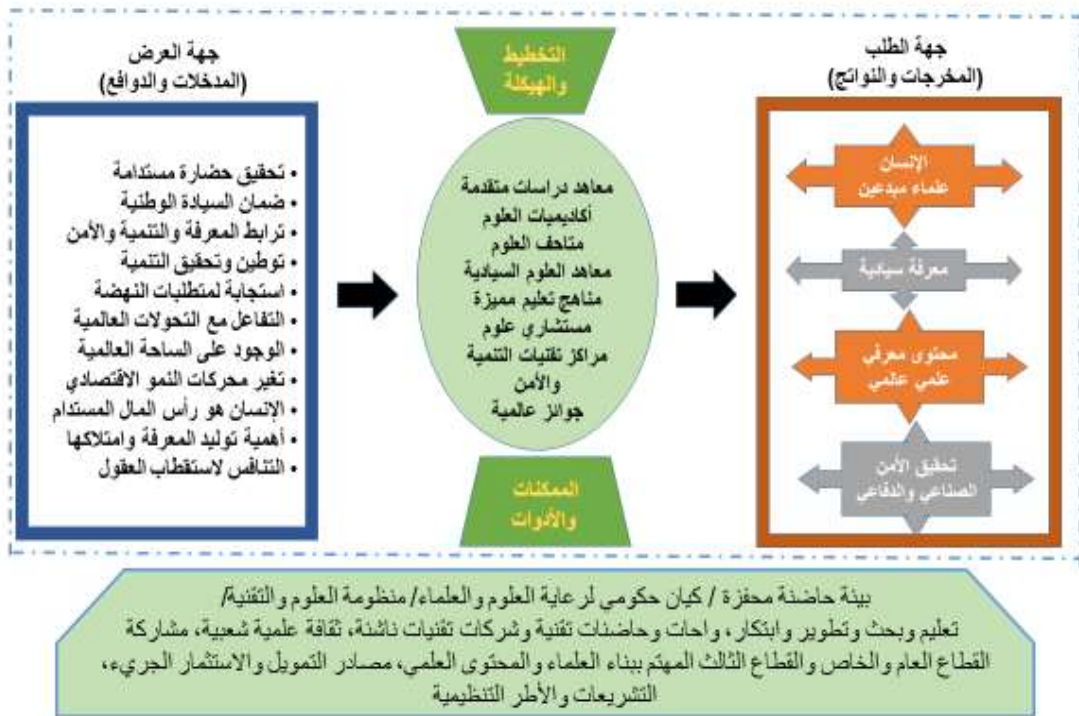 جهة العرض
(المدخلات والدوافع)
• تحقيق حضارة مستدامة
• ضمان السيادة الوطنية
• ترابط المعرفة والتنمية والأمن
• توطين وتحقيق التنمية
• استجابة لمتطلبات النهضة
• التفاعل مع التحولات العالمية
• الوجود على الساحة العالمية
• تغير محركات النمو الاقتصادي
• الإنسان هو رأس المال المستدام
• أهمية توليد المعرفة وامتلاكها
• التنافس لاستقطاب العقول
التخطيط
والهيكلة
معاهد دراسات متقدمة
أكاديميات العلوم
متاحف العلوم
معاهد العلوم السيادية
مناهج تعليم مميزة
مستشاري علوم
مراكز تقنيات التنمية
والأمن
جوائز عالمية
الممكنات
والأدوات
جهة الطلب
(المخرجات والنواتج)
الإنسان
علماء مبدعين
معرفة سيادية
محتوى معرفي
علمي عالمي
تحقيق الأمن
الصناعي والدفاعي
بيئة حاضنة محفزة / كيان حكومي لرعاية العلوم والعلماء/ منظومة العلوم والتقنية/
تعليم وبحث وتطوير وابتكار، واحات وحاضنات تقنية وشركات تقنيات ناشئة، ثقافة علمية شعبية، مشاركة
القطاع العام والخاص والقطاع الثالث المهتم ببناء العلماء والمحتوى العلمي، مصادر التمويل والاستثمار الجريء،
التشريعات والأطر التنظيمية